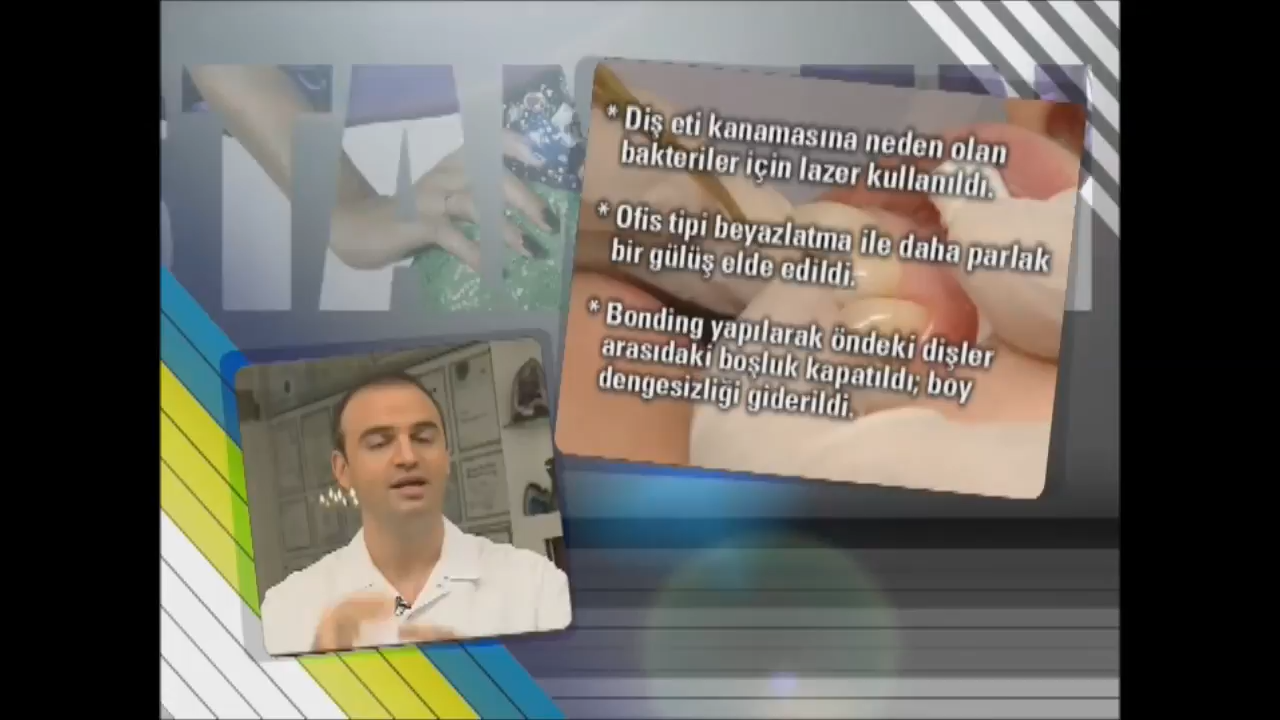 * Diş eti kanamasına neden olan
bakteriler için lazer kullanıldı.
* Ofis tipi beyazlatma ile daha parlak
bir gülüş elde edildi.
* Bonding yapılarak öndeki dişler
arasıdaki boşluk kapatıldı; boy
dengesizliği giderildi.